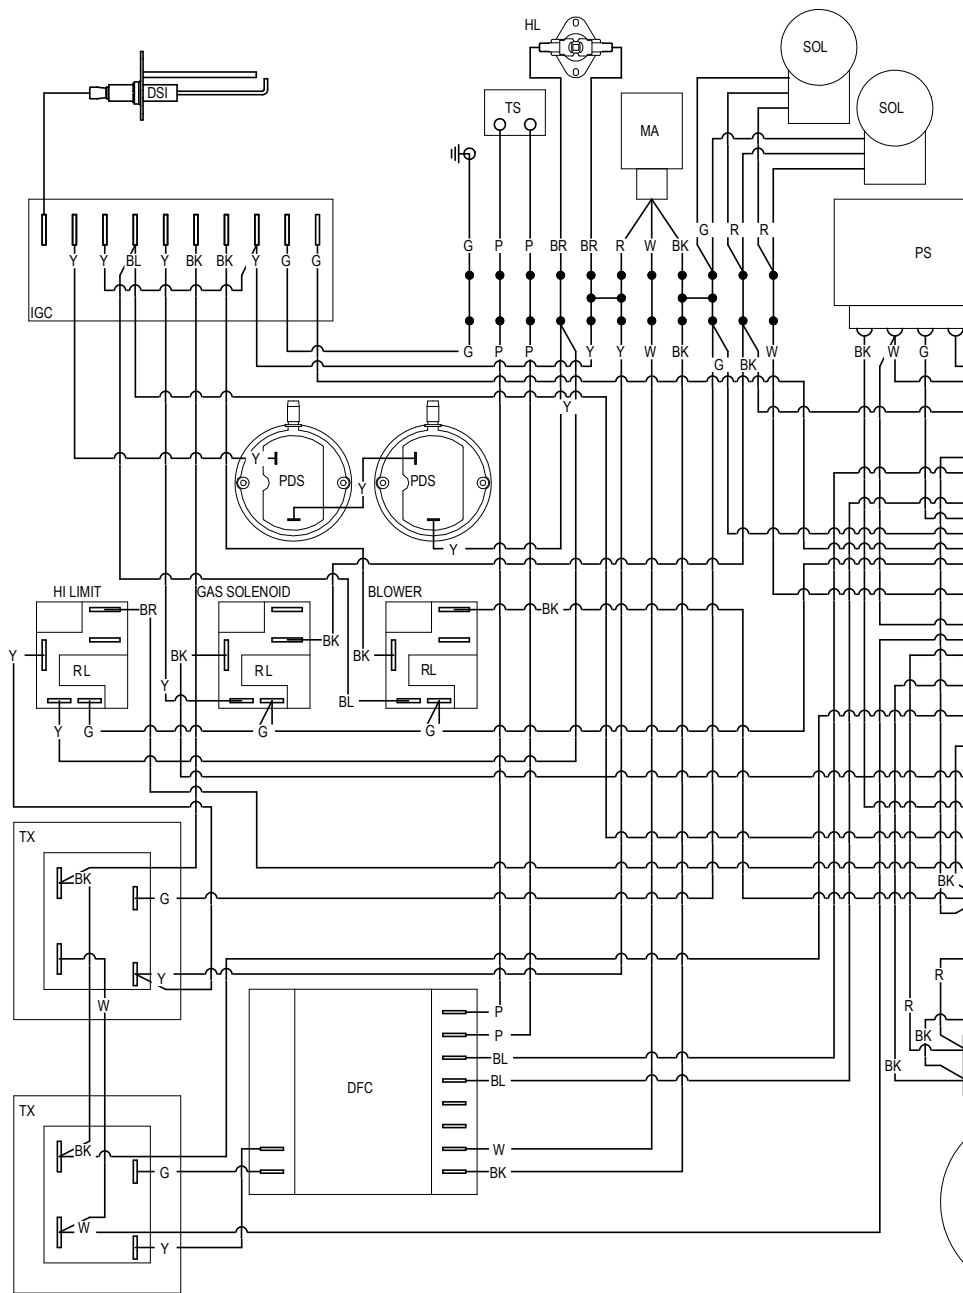 HL
SOL
DSI
TS
SOL
MA
G R R
G P P BR BR R W BK
Y Y BL Y BK BK Y G G
PS
IGC
G P P Y Y W BK G BK W
BK W G
Y
Y
PDS
Y
PDS
Y
HI LIMIT
GAS SOLENOID
BLOWER
BR
BK
BK
Y
RL
BK
RL
BK
RL
Y
BL
Y
G
G
G
TX
BK
G
BK
Y
W
R
R
P
BK
P
BL
BK
DFC
BL
TX
BK
W
G
BK
W
Y